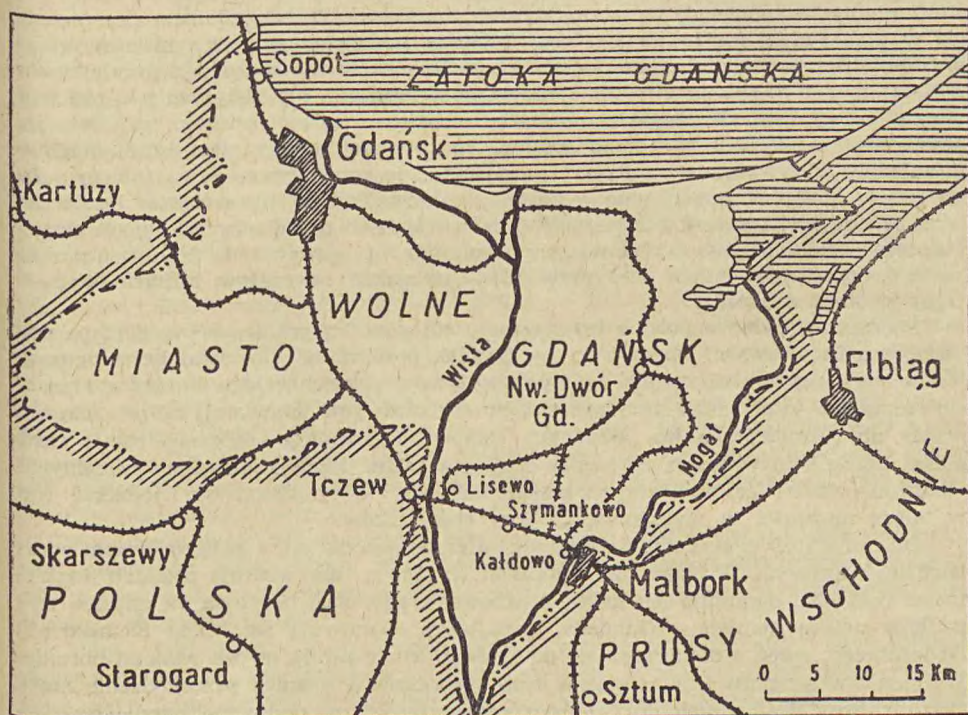 Sopot
ZATOKA GDAŃSKA
Gdańsk
Kartuzy
WOLNE
MIASTO
Wisła
GDAŃSK
Nw. Dwór
Gd.
Elbląg
Nogat
Tczew
Lisewo
Szymankowo
Skarszewy
Kałdowo
Malbork
POLSKA
PRUSY WSCHODNIE
Starogard
Sztum
0 5 10 15 Km